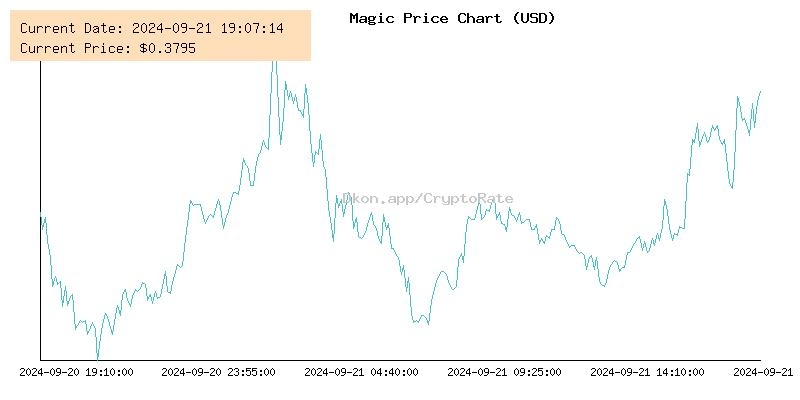 Magic Price Chart (USD)
Current Date: 2024-09-21 19:07:14
Current Price: $0.3795
Dkon.app/CryptoRate
2024-09-20 19:10:00
2024-09-20 23:55:00
2024-09-21 04:40:00
2024-09-21 09:25:00
2024-09-21 14:10:00
2024-09-21